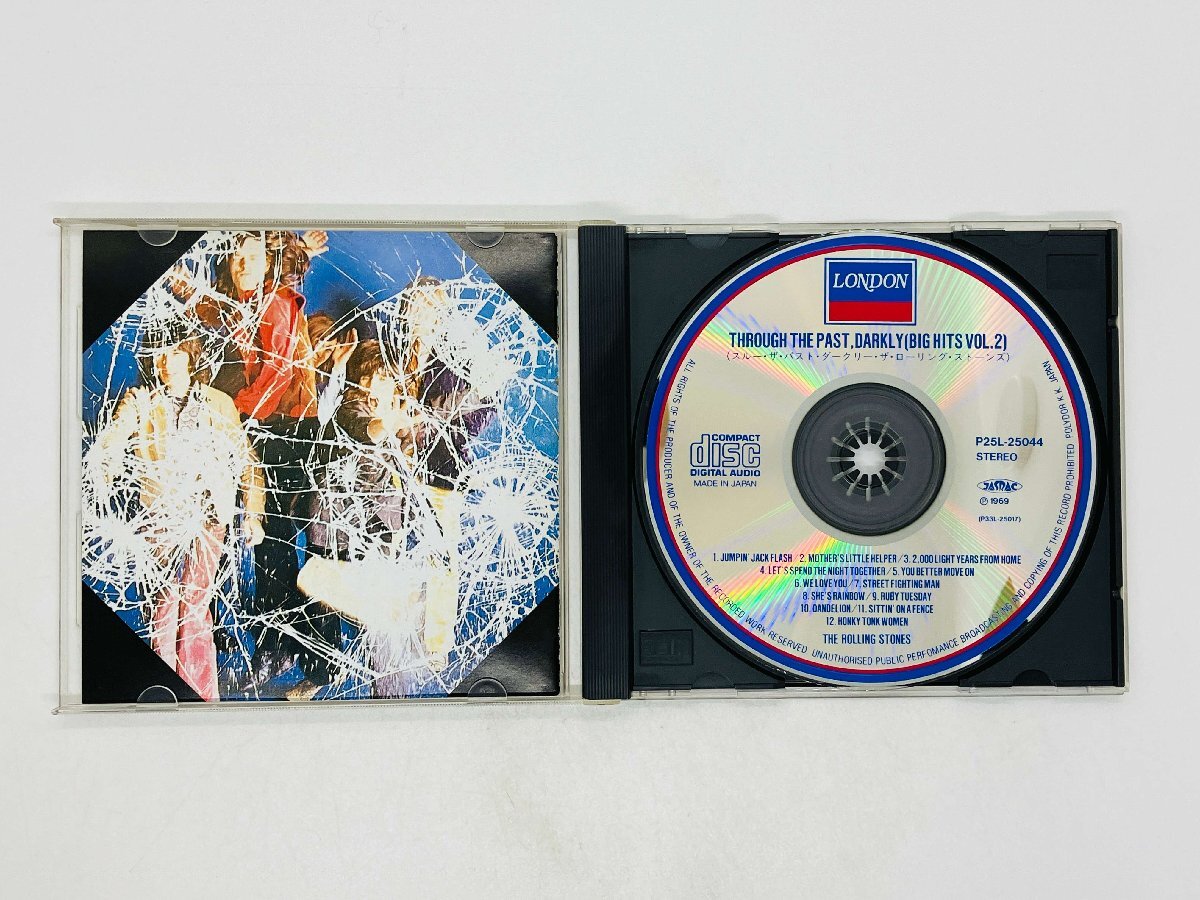 LONDON
THROUGH THE PAST, DARKLY (BIG HITS VOL.2)
(スルー・ザ・パスト・ダークリー・ザ・ローリング・ストーンズ)
COMPACT
disc
DIGITAL AUDIO
MADE IN JAPAN
P25L-25044
STEREO
JASRAC
Ⓟ 1969
(P33L-25017)
1. JUMPIN' JACK FLASH / 2. MOTHER'S LITTLE HELPER / 3. 2,000 LIGHT YEARS FROM HOME
4. LET'S SPEND THE NIGHT TOGETHER / 5. YOU BETTER MOVE ON
6. WE LOVE YOU / 7. STREET FIGHTING MAN
8. SHE'S RAINBOW / 9. RUBY TUESDAY
10. DANDELION / 11. SITTIN' ON A FENCE
12. HONKY TONK WOMEN
THE ROLLING STONES
ALL RIGHTS OF THE PRODUCER AND OF THE OWNER OF THE RECORDED WORK RESERVED UNAUTHORISED PUBLIC PERFOMANCE BROADCASTING AND COPYING OF THIS RECORD PROHIBITED POLYDOR K.K. JAPAN